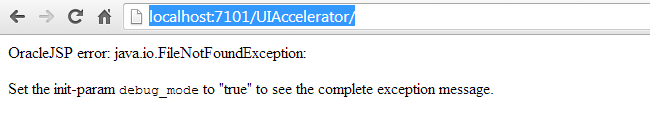 localhost:7101/UIAccelerator/
OracleJSP error: java.io.FileNotFoundException:
Set the init-param debug_mode to "true" to see the complete exception message.